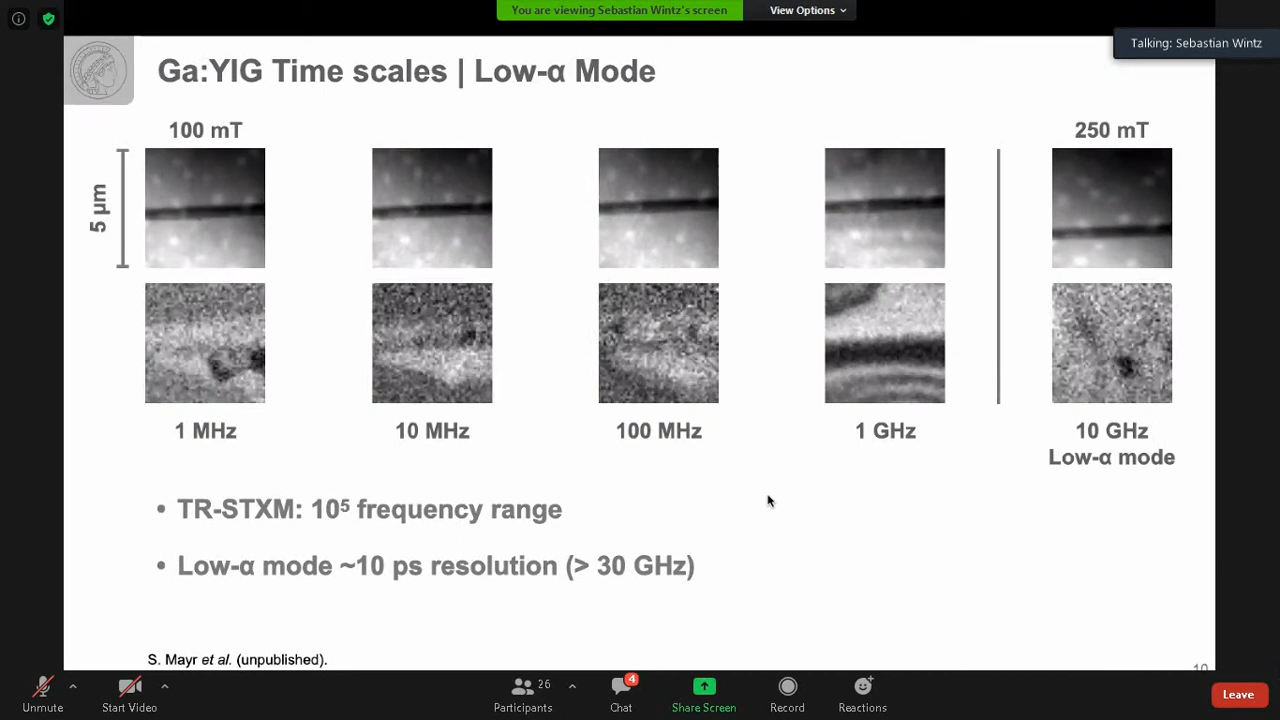 You are viewing Sebastian Wintz's screen
View Options
Talking: Sebastian Wintz
Ga:YIG Time scales | Low-α Mode
100 mT
250 mT
5 µm
1 MHz
10 MHz
100 MHz
1 GHz
10 GHz
Low-α mode
• TR-STXM: 10⁵ frequency range
• Low-α mode ~10 ps resolution (> 30 GHz)
S. Mayr et al. (unpublished).
10
Unmute
Start Video
26
Participants
4
Chat
Share Screen
Record
Reactions
Leave